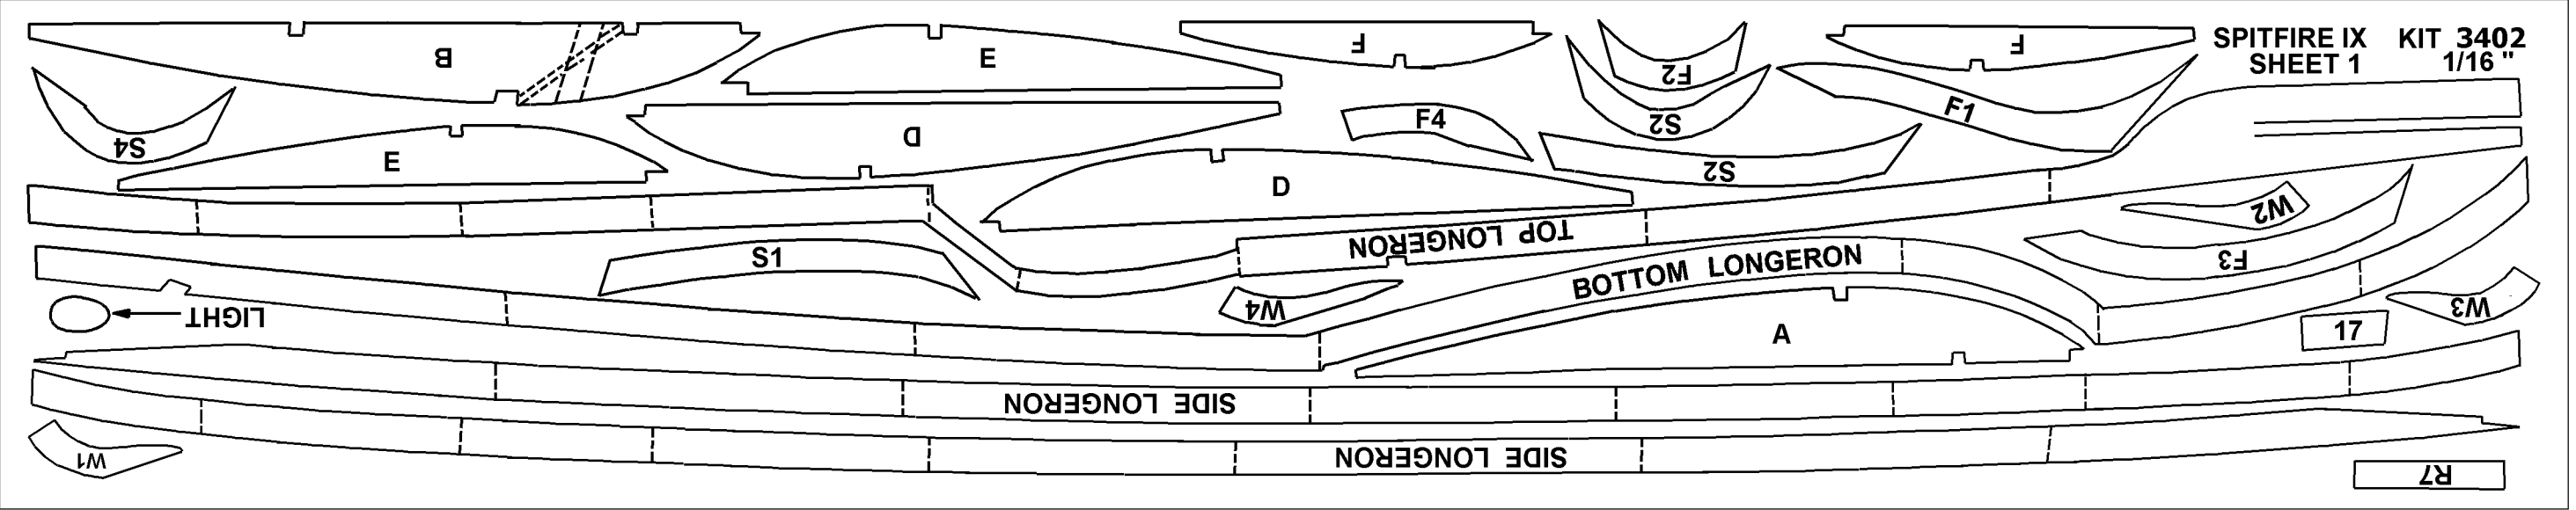 SPITFIRE IX KIT 3402
SHEET 1 1/16 "
B
E
F
F2
F
F1
S4
E
D
F4
S2
S2
D
W2
TOP LONGERON
S1
BOTTOM LONGERON
F3
W4
W3
LIGHT
A
17
SIDE LONGERON
SIDE LONGERON
W1
R7